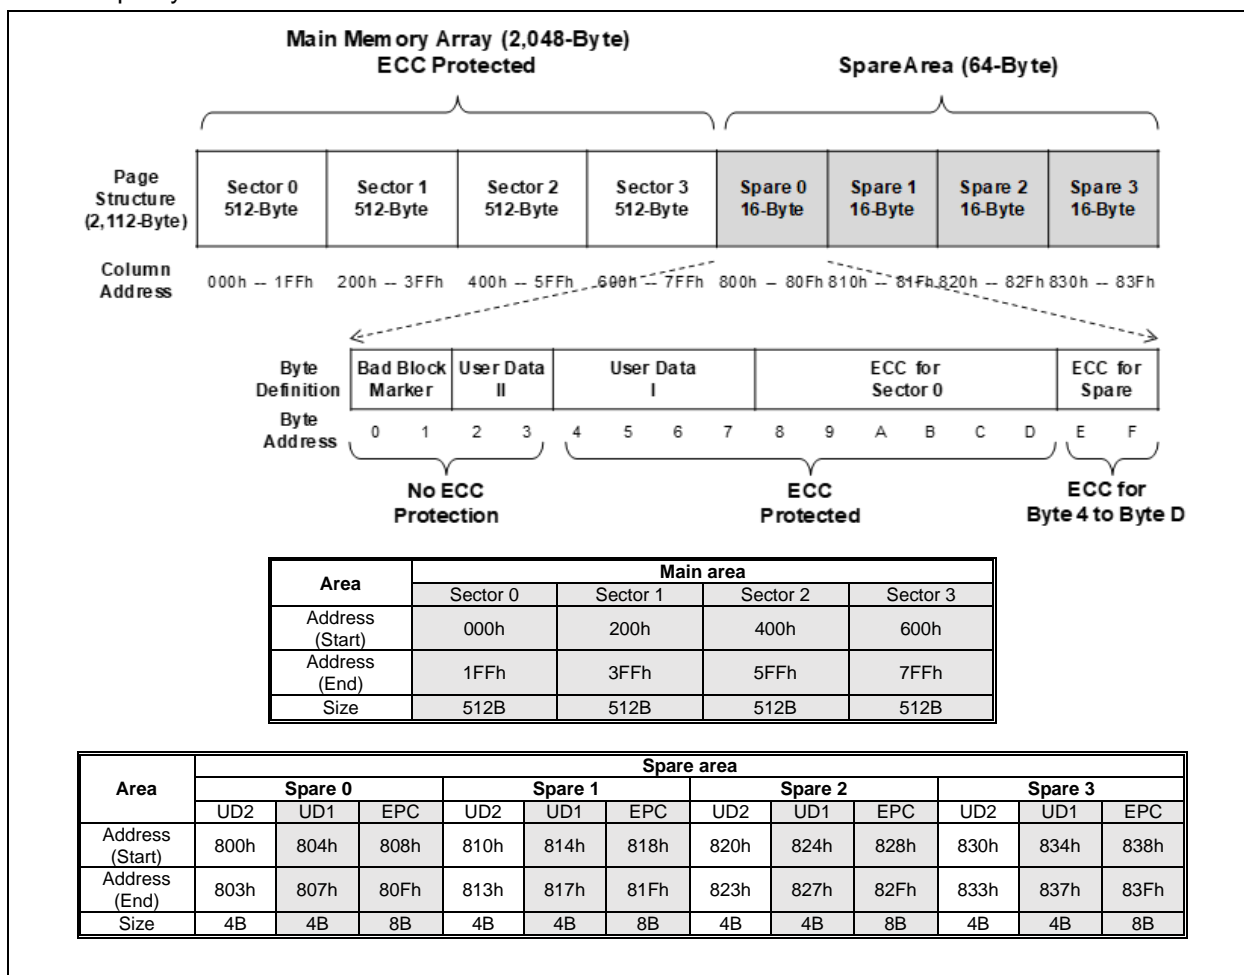 Main Memory Array (2,048-Byte)
ECC Protected
Spare Area (64-Byte)
Page
Structure
(2,112-Byte)
Sector 0
512-Byte
Sector 1
512-Byte
Sector 2
512-Byte
Sector 3
512-Byte
Spare 0
16-Byte
Spare 1
16-Byte
Spare 2
16-Byte
Spare 3
16-Byte
Column
Address
000h -- 1FFh 200h -- 3FFh 400h -- 5FFh 600h -- 7FFh 800h -- 80Fh 810h -- 81Fh 820h -- 82Fh 830h -- 83Fh
Byte
Definition
Bad Block
Marker
User Data
II
User Data
I
ECC for
Sector 0
ECC for
Spare
Byte
Address
0 1 2 3 4 5 6 7 8 9 A B C D E F
No ECC
Protection
ECC
Protected
ECC for
Byte 4 to Byte D
Area Main area
Sector 0 Sector 1 Sector 2 Sector 3
Address
(Start) 000h 200h 400h 600h
Address
(End) 1FFh 3FFh 5FFh 7FFh
Size 512B 512B 512B 512B
Area Spare area
Spare 0 Spare 1 Spare 2 Spare 3
UD2 UD1 EPC UD2 UD1 EPC UD2 UD1 EPC UD2 UD1 EPC
Address
(Start) 800h 804h 808h 810h 814h 818h 820h 824h 828h 830h 834h 838h
Address
(End) 803h 807h 80Fh 813h 817h 81Fh 823h 827h 82Fh 833h 837h 83Fh
Size 4B 4B 8B 4B 4B 8B 4B 4B 8B 4B 4B 8B